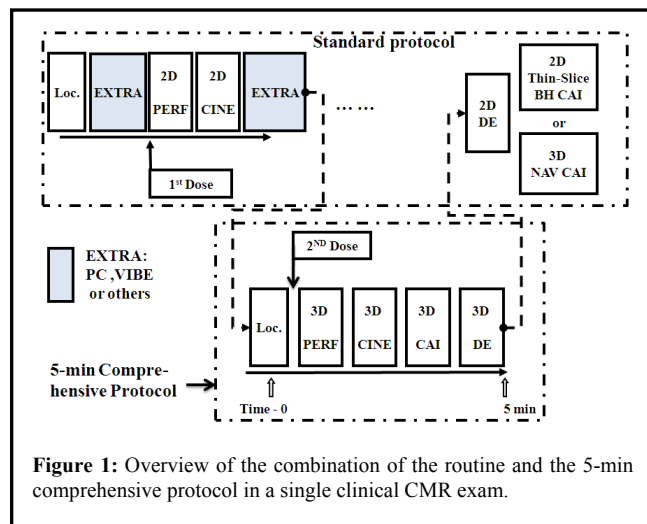 Standard protocol
Loc.
EXTRA
2D
PERF
2D
CINE
EXTRA
... ...
2D
DE
2D
Thin-Slice
BH CAI
or
3D
NAV CAI
1st Dose
EXTRA:
PC ,VIBE
or others
2ND Dose
Loc.
3D
PERF
3D
CINE
3D
CAI
3D
DE
5-min Compre-
hensive Protocol
Time - 0
5 min
Figure 1: Overview of the combination of the routine and the 5-min
comprehensive protocol in a single clinical CMR exam.